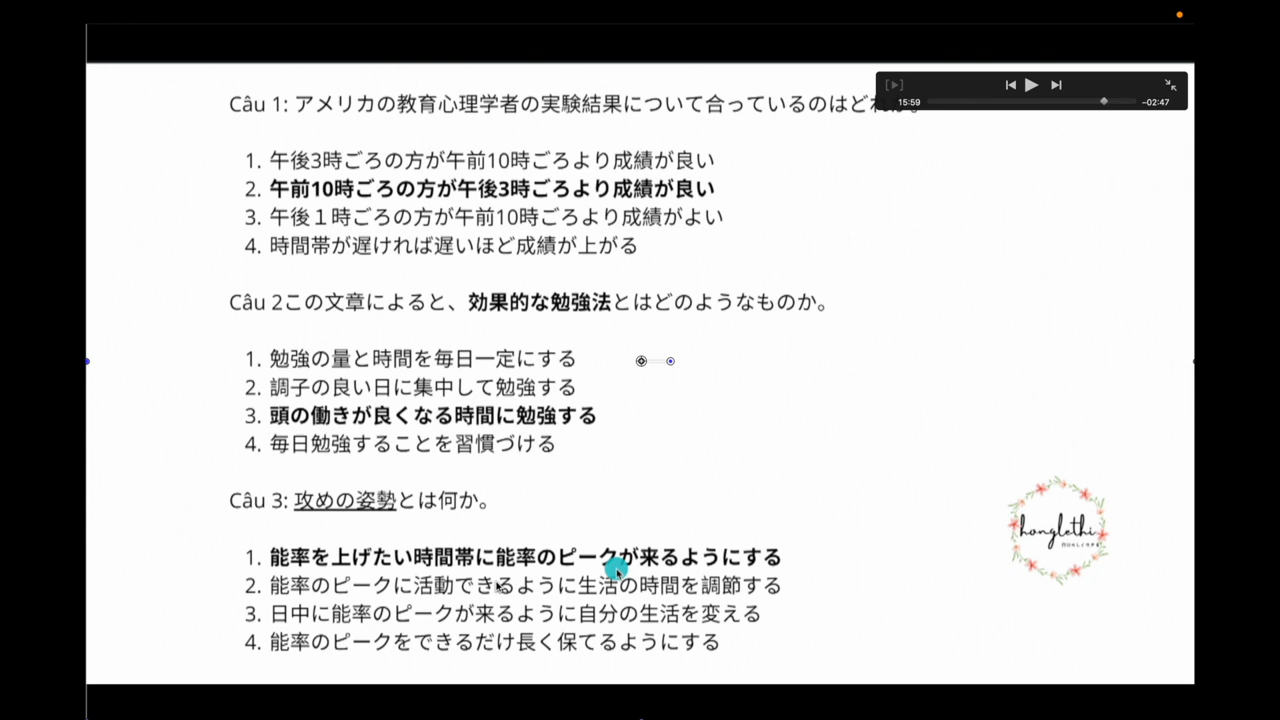 Câu 1: アメリカの教育心理学者の実験結果について合っているのはど
15:59
-02:47
1. 午後3時ごろの方が午前10時ごろより成績が良い
2. 午前10時ごろの方が午後3時ごろより成績が良い
3. 午後１時ごろの方が午前10時ごろより成績がよい
4. 時間帯が遅ければ遅いほど成績が上がる
Câu 2この文章によると、効果的な勉強法とはどのようなものか。
1. 勉強の量と時間を毎日一定にする
2. 調子の良い日に集中して勉強する
3. 頭の働きが良くなる時間に勉強する
4. 毎日勉強することを習慣づける
Câu 3: 攻めの姿勢とは何か。
1. 能率を上げたい時間帯に能率のピークが来るようにする
2. 能率のピークに活動できるように生活の時間を調節する
3. 日中に能率のピークが来るように自分の生活を変える
4. 能率のピークをできるだけ長く保てるようにする
honglethi